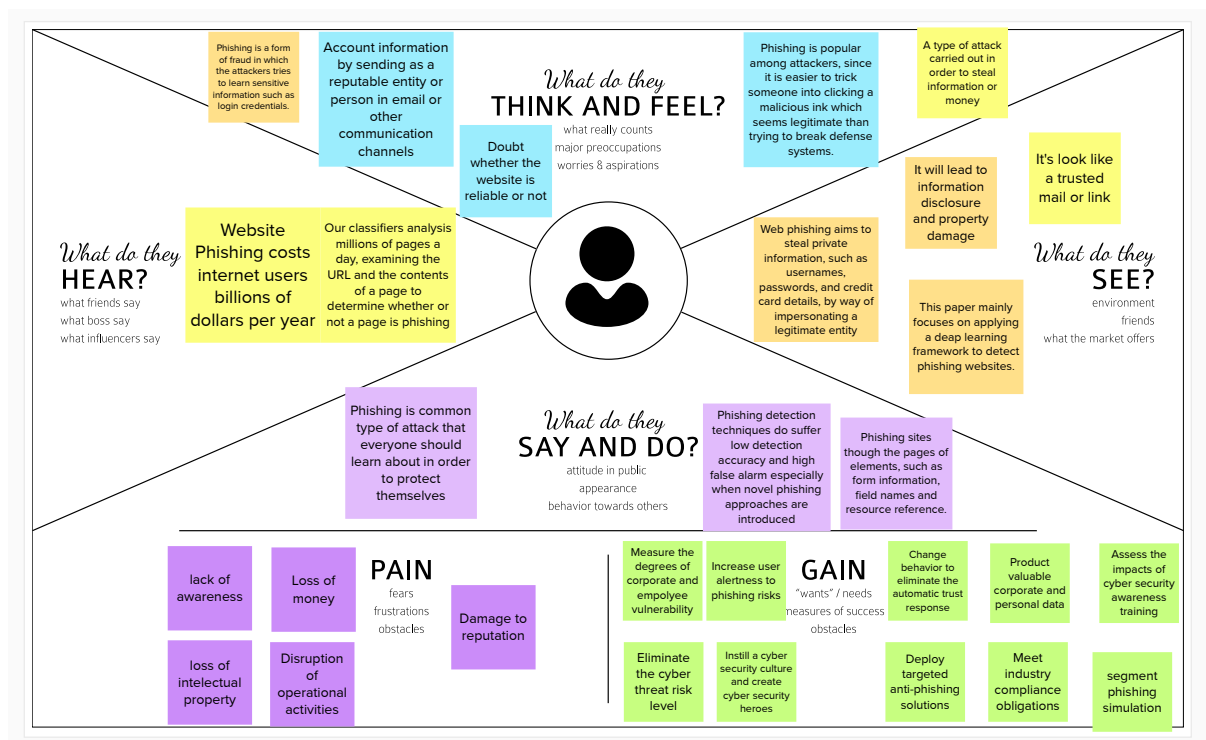 Phishing is a form
of fraud in which
the attackers tries
to learn sensitive
information such as
login credentials.
Account information
by sending as a
reputable entity or
person in email or
other
communication
channels
What do they
THINK AND FEEL?
what really counts
major preoccupations
worries & aspirations
Doubt
whether the
website is
reliable or not
Phishing is popular
among attackers, since
it is easier to trick
someone into clicking a
malicious ink which
seems legitimate than
trying to break defense
systems.
A type of attack
carried out in
order to steal
information or
money
It's look like
a trusted
mail or link
It will lead to
information
disclosure
and property
damage
What do they
HEAR?
what friends say
what boss say
what influencers say
Website
Phishing costs
internet users
billions of
dollars per year
Our classifiers analysis
millions of pages a
day, examining the
URL and the contents
of a page to
determine whether or
not a page is phishing
Web phishing aims to
steal private
information, such as
usernames,
passwords, and credit
card details, by way of
impersonating a
legitimate entity
What do they
SEE?
environment
friends
what the market offers
This paper mainly
focuses on applying
a deap learning
framework to detect
phishing websites.
Phishing is common
type of attack that
everyone should
learn about in order
to protect
themselves
What do they
SAY AND DO?
attitude in public
appearance
behavior towards others
Phishing detection
techniques do suffer
low detection
accuracy and high
false alarm especially
when novel phishing
approaches are
introduced
Phishing sites
though the pages of
elements, such as
form information,
field names and
resource reference.
lack of
awareness
Loss of
money
PAIN
fears
frustrations
obstacles
Damage to
reputation
loss of
intelectual
property
Disruption
of
operational
activities
Measure the
degrees of
corporate and
empolyee
vulnerability
Increase user
alertness to
phishing risks
GAIN
"wants" / needs
measures of success
obstacles
Change
behavior to
eliminate the
automatic trust
response
Product
valuable
corporate and
personal data
Assess the
impacts of
cyber security
awareness
training
Eliminate
the cyber
threat risk
level
Instill a cyber
security culture
and create
cyber security
heroes
Deploy
targeted
anti-phishing
solutions
Meet
industry
compliance
obligations
segment
phishing
simulation